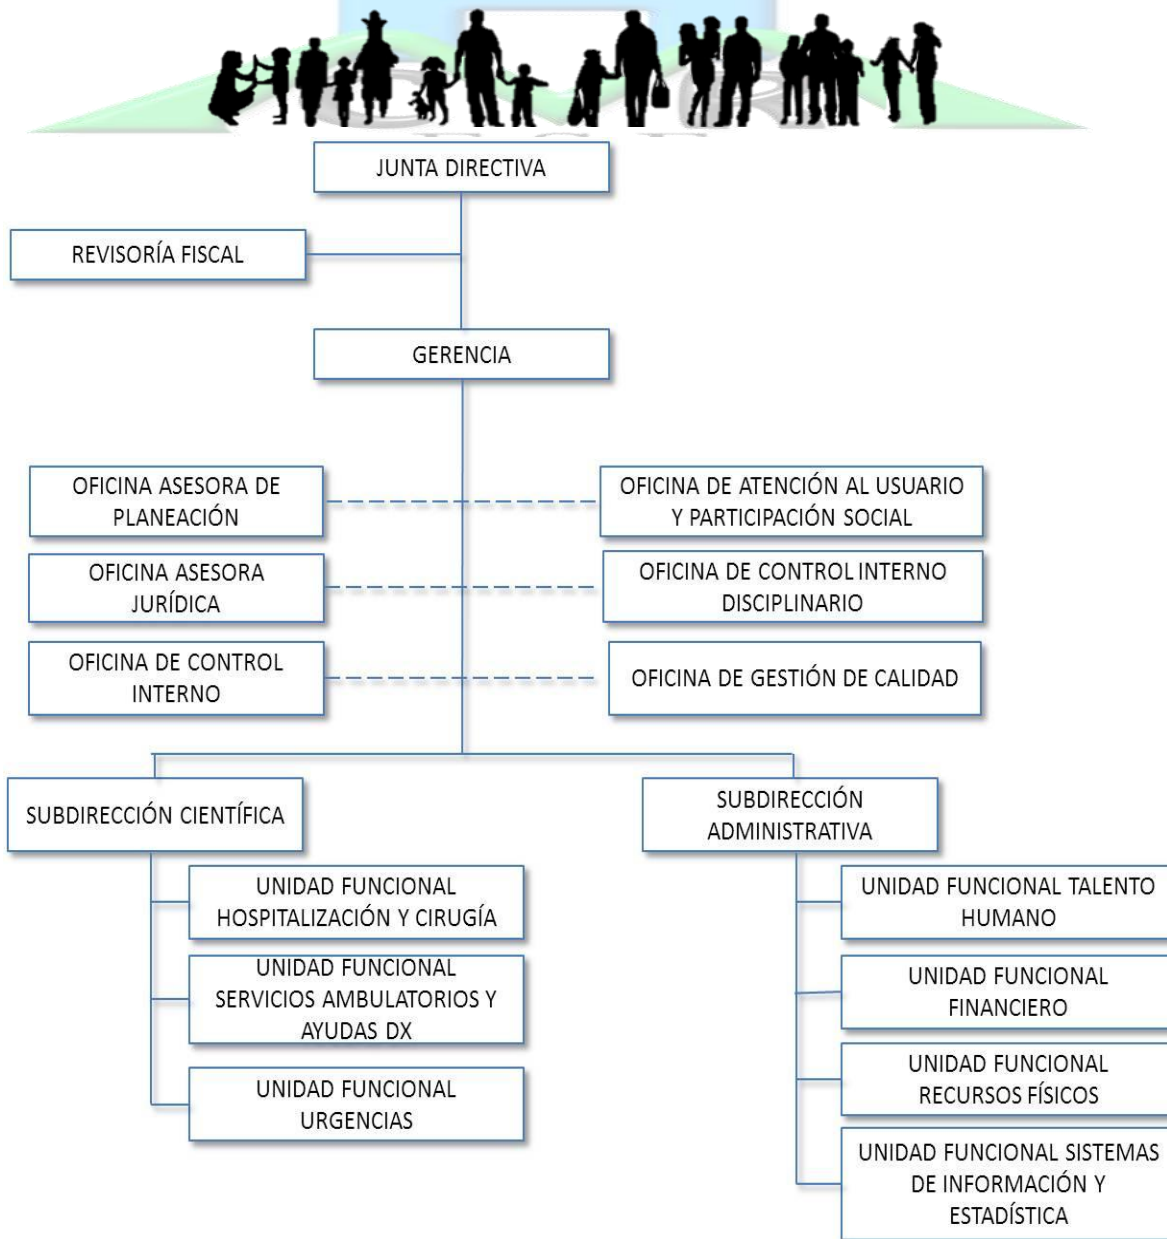 JUNTA DIRECTIVA
REVISORÍA FISCAL
GERENCIA
OFICINA ASESORA DE
PLANEACIÓN
OFICINA DE ATENCIÓN AL USUARIO
Y PARTICIPACIÓN SOCIAL
OFICINA ASESORA
JURÍDICA
OFICINA DE CONTROL INTERNO
DISCIPLINARIO
OFICINA DE CONTROL
INTERNO
OFICINA DE GESTIÓN DE CALIDAD
SUBDIRECCIÓN CIENTÍFICA
SUBDIRECCIÓN
ADMINISTRATIVA
UNIDAD FUNCIONAL
HOSPITALIZACIÓN Y CIRUGÍA
UNIDAD FUNCIONAL
SERVICIOS AMBULATORIOS Y
AYUDAS DX
UNIDAD FUNCIONAL
URGENCIAS
UNIDAD FUNCIONAL TALENTO
HUMANO
UNIDAD FUNCIONAL
FINANCIERO
UNIDAD FUNCIONAL
RECURSOS FÍSICOS
UNIDAD FUNCIONAL SISTEMAS
DE INFORMACIÓN Y
ESTADÍSTICA